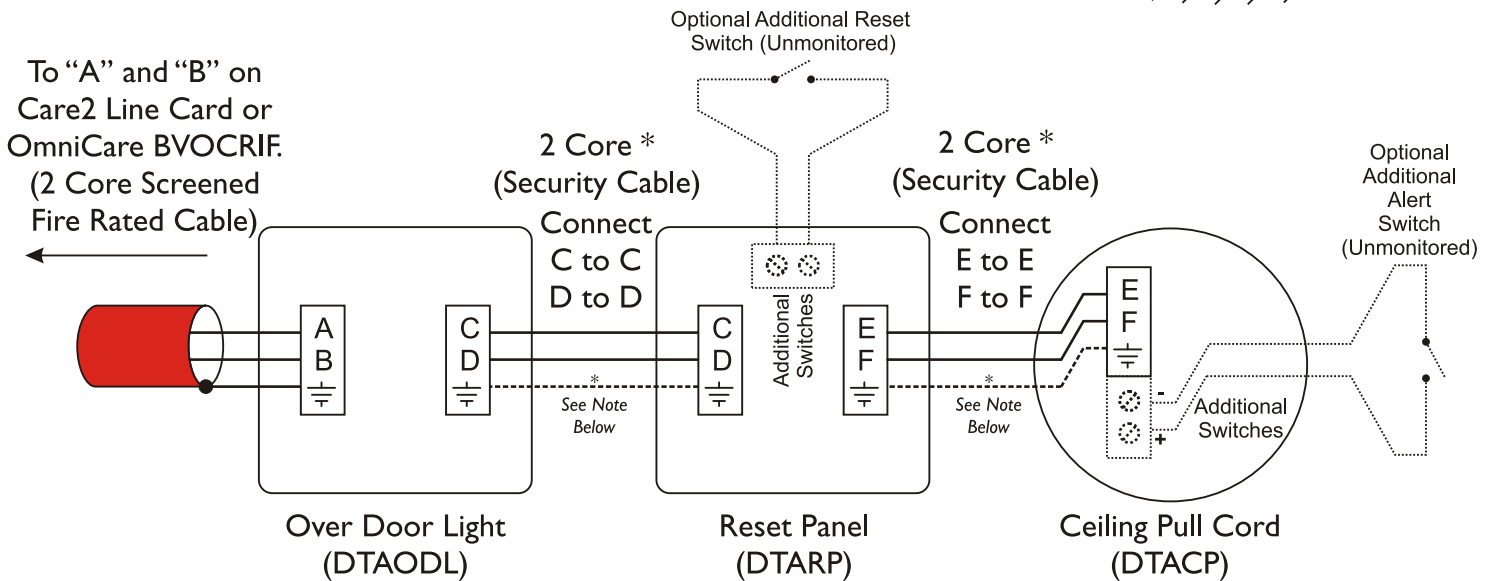 Optional Additional Reset
Switch (Unmonitored)
To “A” and “B” on
Care2 Line Card or
OmniCare BVOCRIF.
(2 Core Screened
Fire Rated Cable)
2 Core *
(Security Cable)
Connect
C to C
D to D
2 Core *
(Security Cable)
Connect
E to E
F to F
Optional
Additional
Alert
Switch
(Unmonitored)
A
B
C
D
*
See Note
Below
C
D
Additional
Switches
E
F
*
See Note
Below
E
F
-
+
Additional
Switches
Over Door Light
(DTAODL)
Reset Panel
(DTARP)
Ceiling Pull Cord
(DTACP)